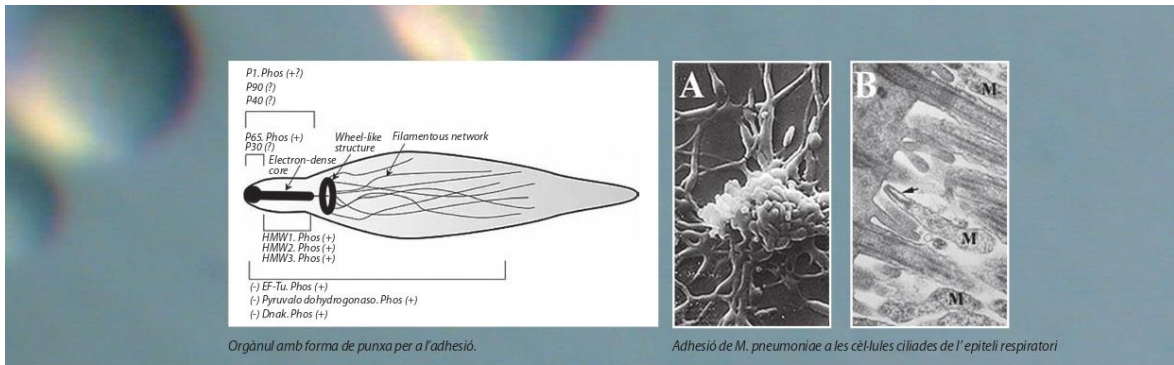 P1. Phos (+?)
P90 (?)
P40 (?)
P65. Phos (+)
P30 (?)
Electron-dense
core
Wheel-like
structure
Filamentous network
HMW1. Phos (+)
HMW2. Phos (+)
HMW3. Phos (+)
(-) EF-Tu. Phos (+)
(-) Pyruvalo dohydrogonaso. Phos (+)
(-) Dnak. Phos (+)
Orgànul amb forma de punxa per a l'adhesió.
A
B
M
M
M
Adhesió de M. pneumoniae a les cèl·lules ciliades de l' epiteli respiratori